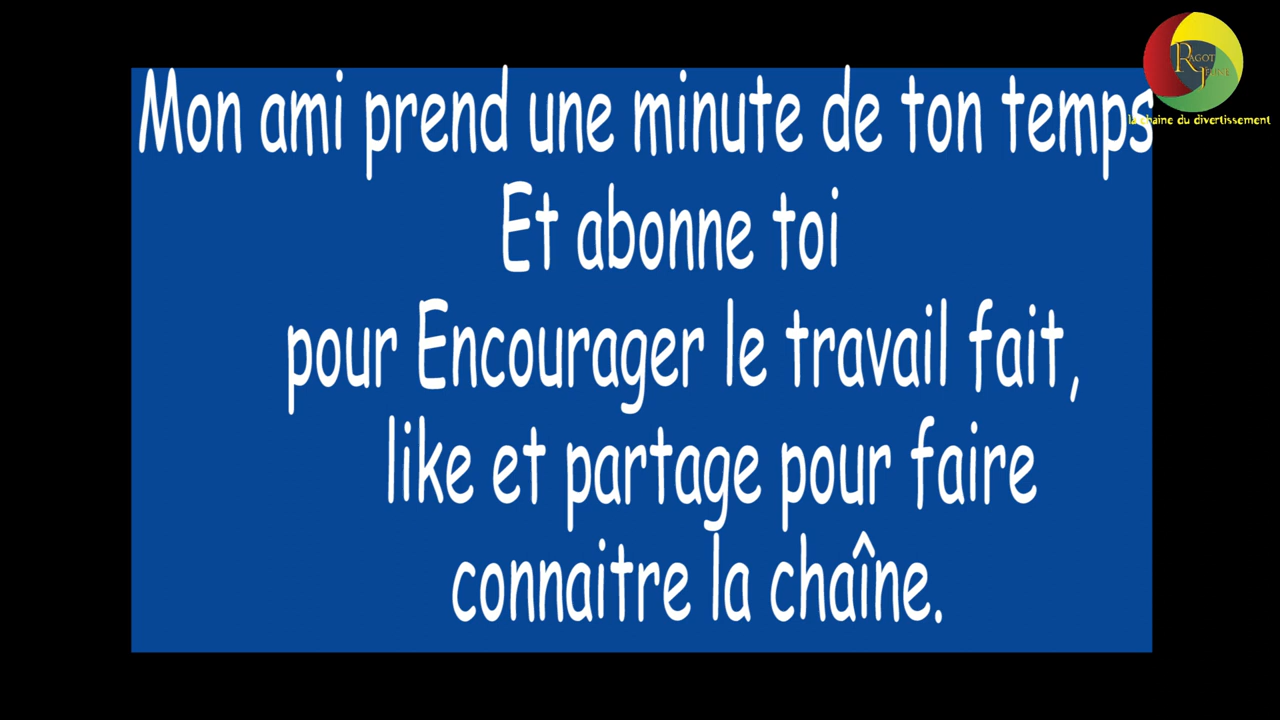 Mon ami prend une minute de ton temps
Et abonne toi
pour Encourager le travail fait,
like et partage pour faire
connaitre la chaîne.
RAGOT
la chaine du divertissement